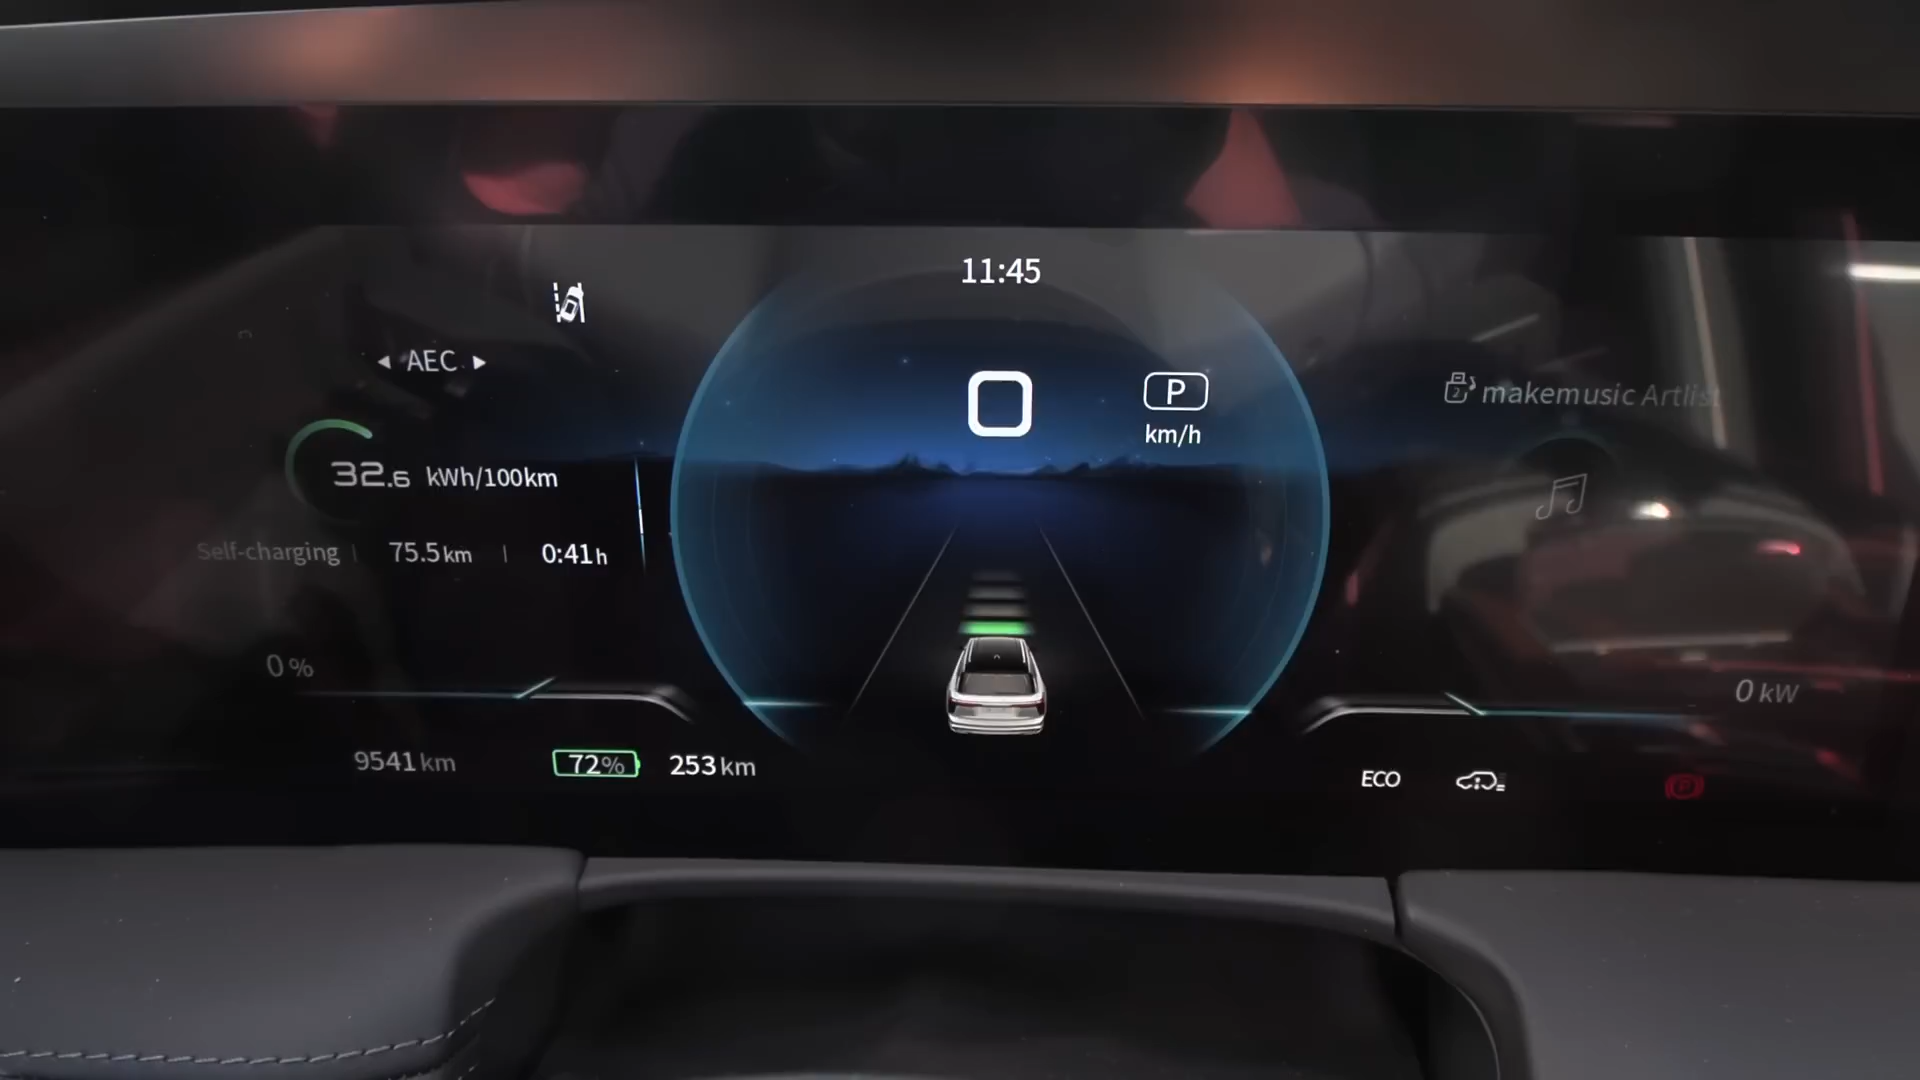 11:45
◄ AEC ►
0
P
km/h
makemusic Artlist
32.6 kWh/100km
Self-charging | 75.5 km | 0:41 h
0 %
0 kW
9541 km
72%
253 km
ECO
P